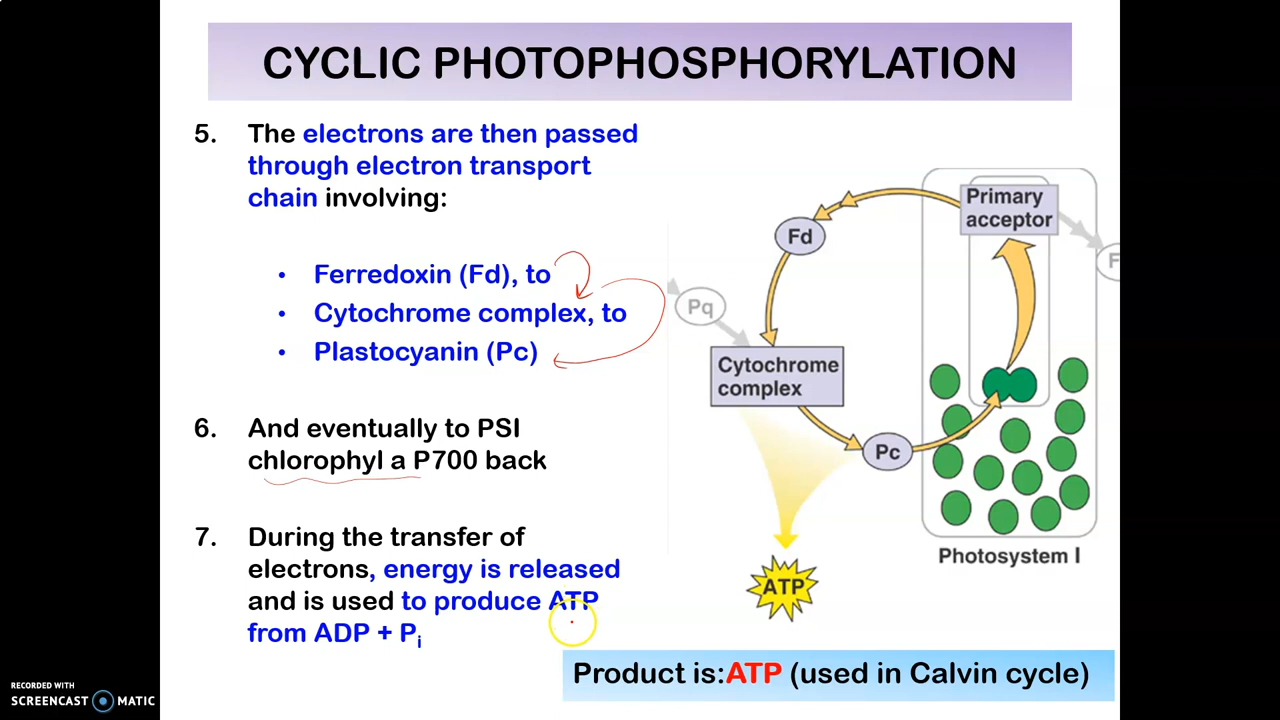 CYCLIC PHOTOPHOSPHORYLATION
5. The electrons are then passed
through electron transport
chain involving:
• Ferredoxin (Fd), to
• Cytochrome complex, to
• Plastocyanin (Pc)
6. And eventually to PSI
chlorophyl a P700 back
7. During the transfer of
electrons, energy is released
and is used to produce ATP
from ADP + Pi
Primary
acceptor
Fd
F
Pq
Cytochrome
complex
Pc
Photosystem I
ATP
Product is:ATP (used in Calvin cycle)
RECORDED WITH
SCREENCAST MATIC